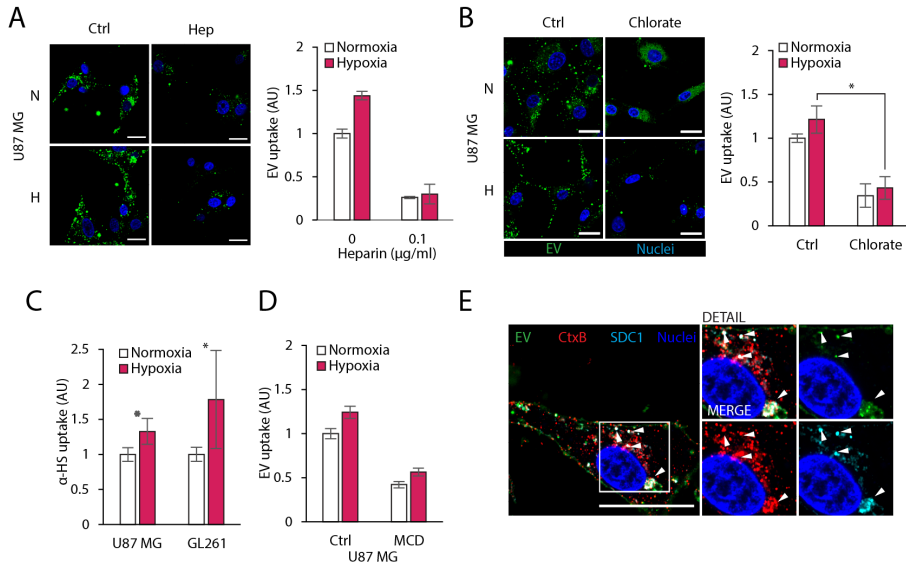 A
Ctrl
Hep
N
U87 MG
H
EV uptake (AU)
2
1.5
1
0.5
0
Normoxia
Hypoxia
0
0.1
Heparin (µg/ml)
B
Ctrl
Chlorate
N
U87 MG
H
EV
Nuclei
EV uptake (AU)
2
1.5
1
0.5
0
Normoxia
Hypoxia
*
Ctrl
Chlorate
C
α-HS uptake (AU)
2.5
2
1.5
1
0.5
0
Normoxia
Hypoxia
*
*
U87 MG
GL261
D
EV uptake (AU)
2
1.5
1
0.5
0
Normoxia
Hypoxia
Ctrl
MCD
U87 MG
E
EV
CtxB
SDC1
Nuclei
DETAIL
MERGE